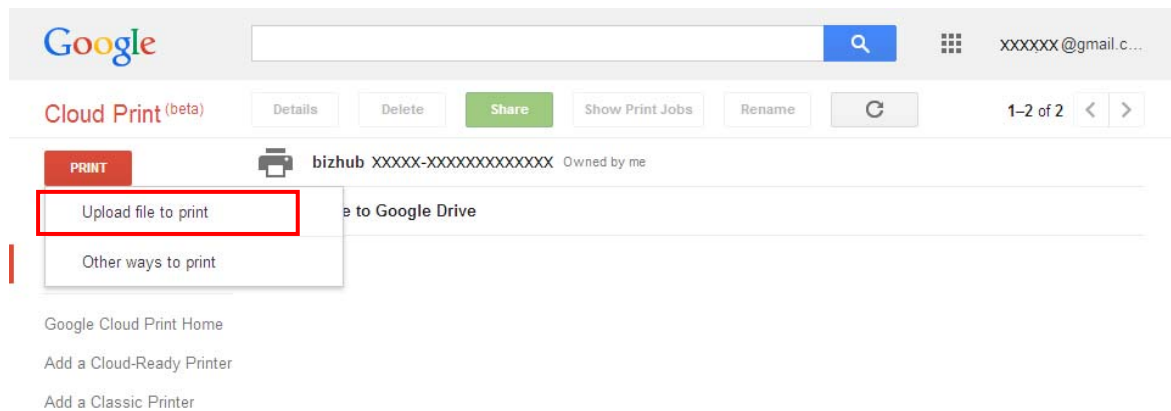 Google
xxxxxx @gmail.c...
Cloud Print (beta)
Details Delete Share Show Print Jobs Rename 1–2 of 2
PRINT
bizhub XXXXX-XXXXXXXXXXXXX Owned by me
Upload file to print
e to Google Drive
Other ways to print
Google Cloud Print Home
Add a Cloud-Ready Printer
Add a Classic Printer